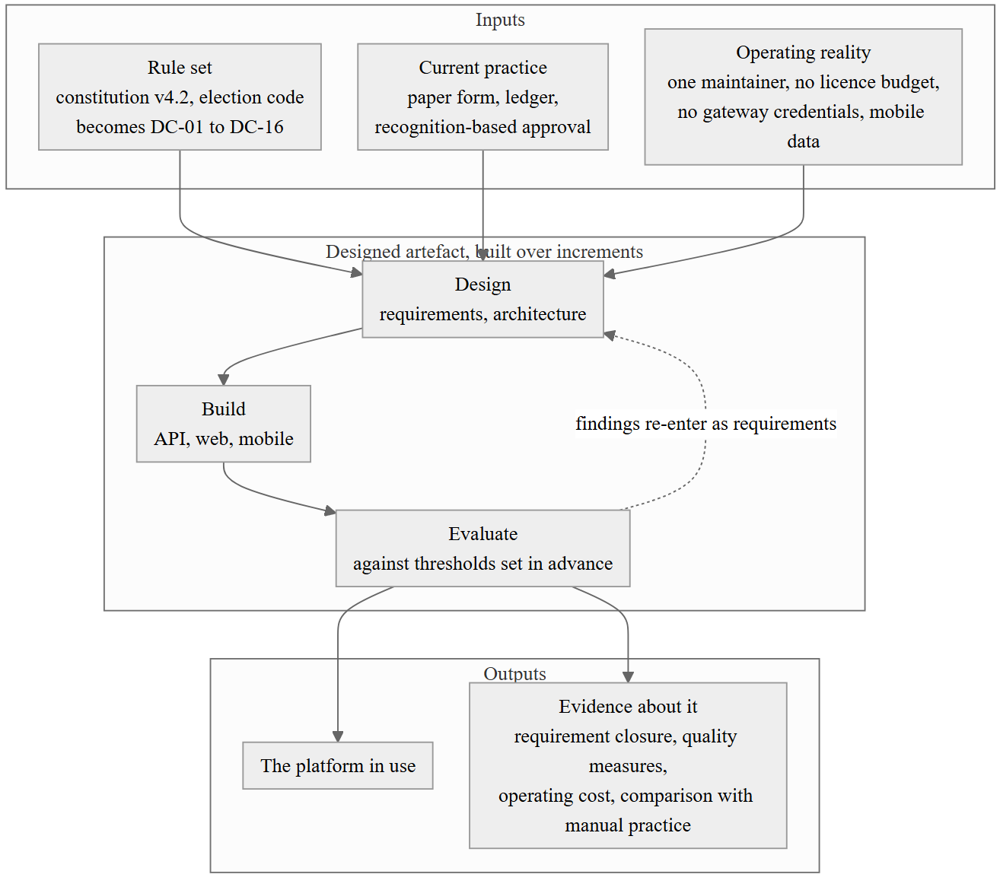 Inputs
Rule set
constitution v4.2, election code
becomes DC-01 to DC-16
Current practice
paper form, ledger,
recognition-based approval
Operating reality
one maintainer, no licence budget,
no gateway credentials, mobile
data
Designed artefact, built over increments
Design
requirements, architecture
Build
API, web, mobile
findings re-enter as requirements
Evaluate
against thresholds set in advance
Outputs
The platform in use
Evidence about it
requirement closure, quality
measures,
operating cost, comparison with
manual practice